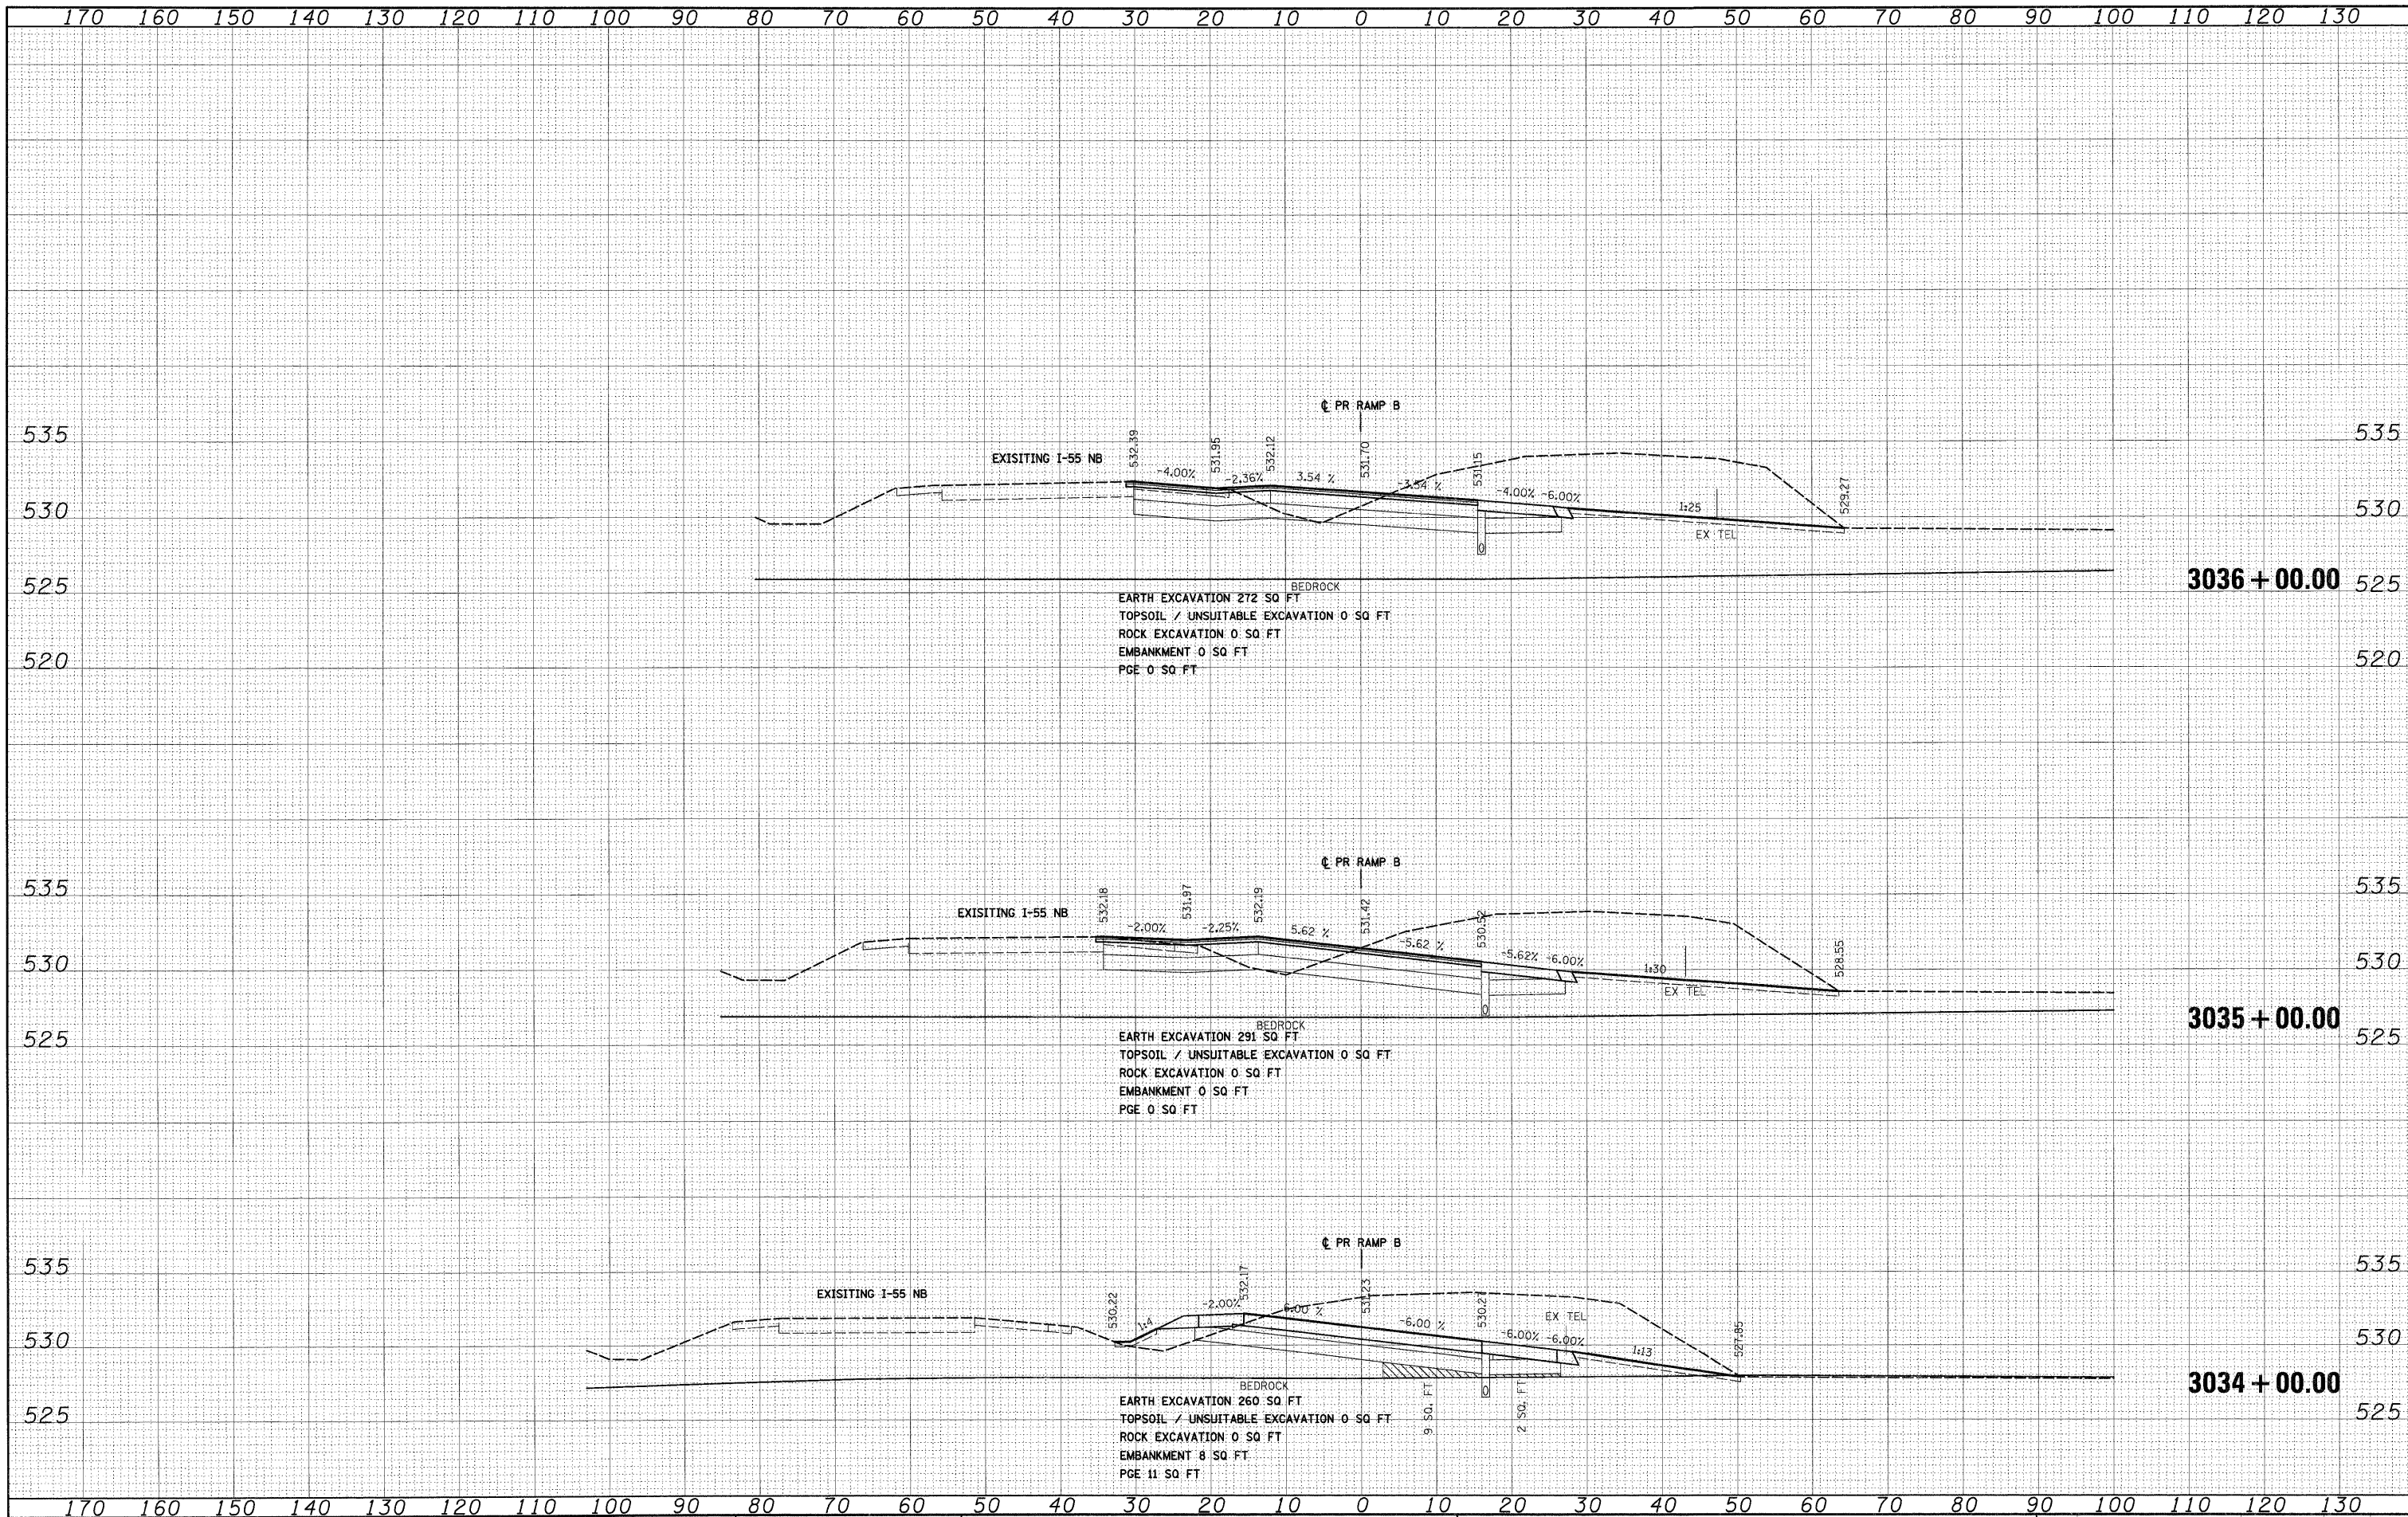 170 160 150 140 130 120 110 100 90 80 70 60 50 40 30 20 10 0 10 20 30 40 50 60 70 80 90 100 110 120 130
℄ PR RAMP B
535 535
EXISITING I-55 NB
532.39
531.95
532.12
531.70
531.15
529.27
-4.00% -2.36% 3.54 % -3.54 % -4.00% -6.00% 1:25
530 530
EX TEL
BEDROCK
525 525
3036+00.00
EARTH EXCAVATION 272 SQ FT
TOPSOIL / UNSUITABLE EXCAVATION 0 SQ FT
ROCK EXCAVATION 0 SQ FT
EMBANKMENT 0 SQ FT
PGE 0 SQ FT
520 520
℄ PR RAMP B
535 535
EXISITING I-55 NB
532.18
531.97
532.19
531.42
530.52
528.55
-2.00% -2.25% 5.62 % -5.62 % -5.62% -6.00% 1:30
530 530
EX TEL
BEDROCK
3035+00.00
525 525
EARTH EXCAVATION 291 SQ FT
TOPSOIL / UNSUITABLE EXCAVATION 0 SQ FT
ROCK EXCAVATION 0 SQ FT
EMBANKMENT 0 SQ FT
PGE 0 SQ FT
℄ PR RAMP B
535 535
EXISITING I-55 NB
530.22
532.17
531.23
530.27
527.85
1:4 -2.00% 6.00 % -6.00 % -6.00% -6.00% 1:13
EX TEL
530 530
BEDROCK
3034+00.00
9 SQ. FT
2 SQ. FT
525 525
EARTH EXCAVATION 260 SQ FT
TOPSOIL / UNSUITABLE EXCAVATION 0 SQ FT
ROCK EXCAVATION 0 SQ FT
EMBANKMENT 8 SQ FT
PGE 11 SQ FT
170 160 150 140 130 120 110 100 90 80 70 60 50 40 30 20 10 0 10 20 30 40 50 60 70 80 90 100 110 120 130